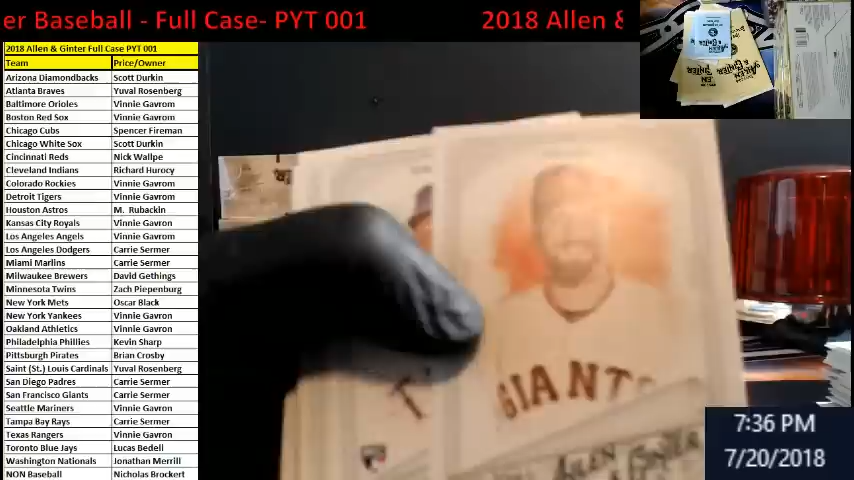 er Baseball - Full Case- PYT 001
2018 Allen &
2018 Allen & Ginter Full Case PYT 001
Team Price/Owner
Arizona Diamondbacks Scott Durkin
Atlanta Braves Yuval Rosenberg
Baltimore Orioles Vinnie Gavrom
Boston Red Sox Vinnie Gavrom
Chicago Cubs Spencer Fireman
Chicago White Sox Scott Durkin
Cincinnati Reds Nick Wallpe
Cleveland Indians Richard Hurocy
Colorado Rockies Vinnie Gavrom
Detroit Tigers Vinnie Gavrom
Houston Astros M. Rubackin
Kansas City Royals Vinnie Gavron
Los Angeles Angels Vinnie Gavrom
Los Angeles Dodgers Carrie Sermer
Miami Marlins Carrie Sermer
Milwaukee Brewers David Gethings
Minnesota Twins Zach Piepenburg
New York Mets Oscar Black
New York Yankees Vinnie Gavron
Oakland Athletics Vinnie Gavron
Philadelphia Phillies Kevin Sharp
Pittsburgh Pirates Brian Crosby
Saint (St.) Louis Cardinals Yuval Rosenberg
San Diego Padres Carrie Sermer
San Francisco Giants Carrie Sermer
Seattle Mariners Vinnie Gavron
Tampa Bay Rays Carrie Sermer
Texas Rangers Vinnie Gavron
Toronto Blue Jays Lucas Bedell
Washington Nationals Jonathan Merrill
NON Baseball Nicholas Brockert
GIANTS
ALLEN
GINTER
7:36 PM
7/20/2018